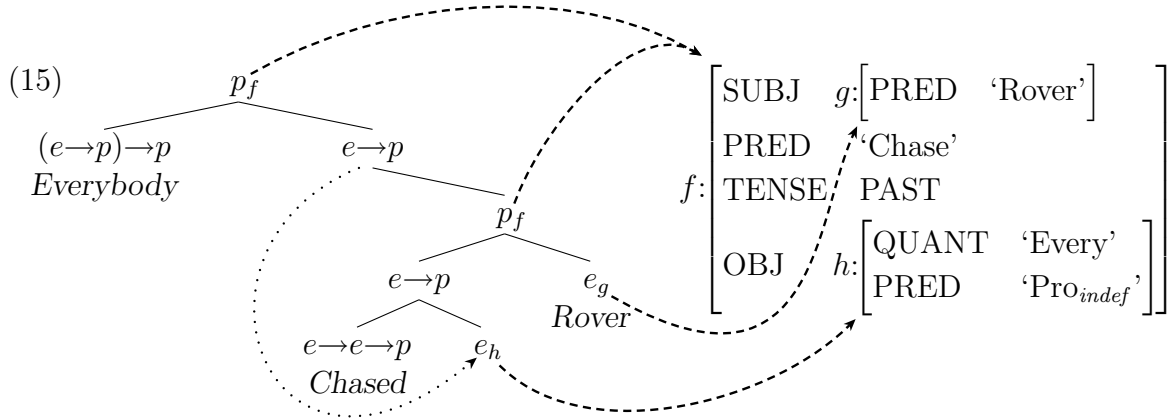 (15)
p_f
(e→p)→p
Everybody
e→p
p_f
e→p
e_g
Rover
e→e→p
Chased
e_h
f:
SUBJ g:[PRED ‘Rover’]
PRED ‘Chase’
TENSE PAST
OBJ h:[QUANT ‘Every’
PRED ‘Pro_indef’]